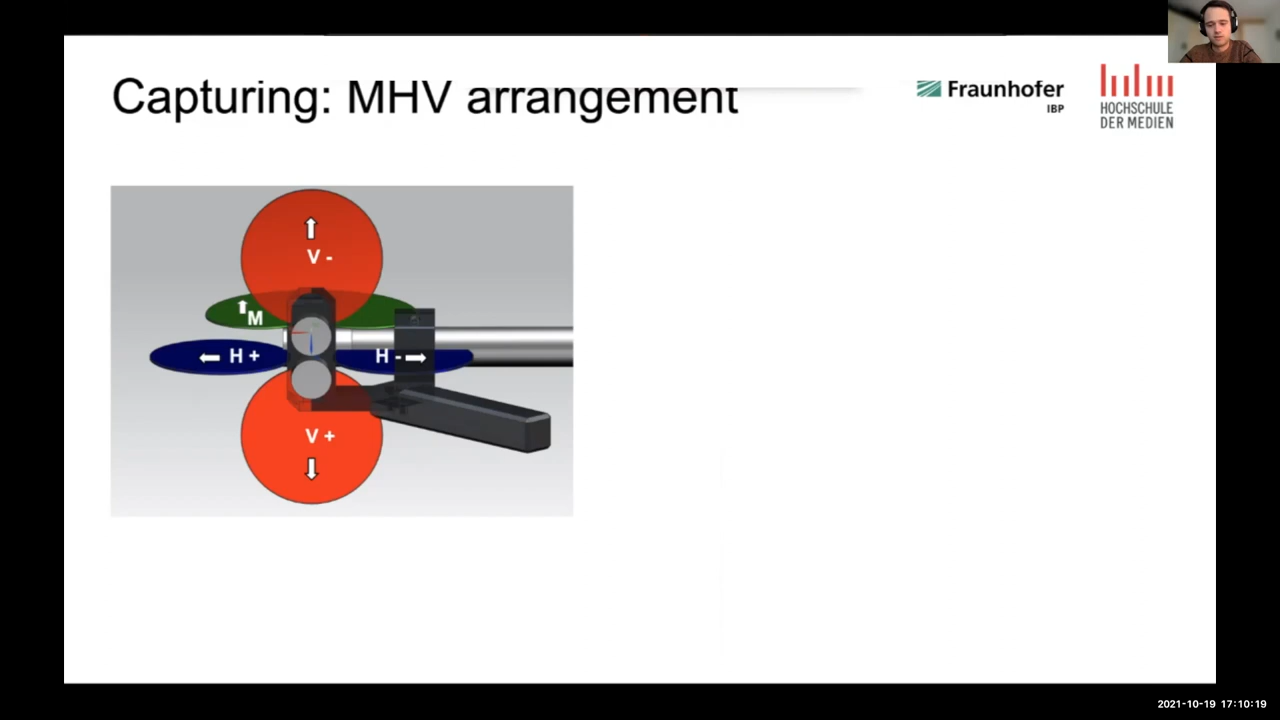 Capturing: MHV arrangement
Fraunhofer
IBP
HOCHSCHULE
DER MEDIEN
V -
M
H +
H -
V +
2021-10-19 17:10:19